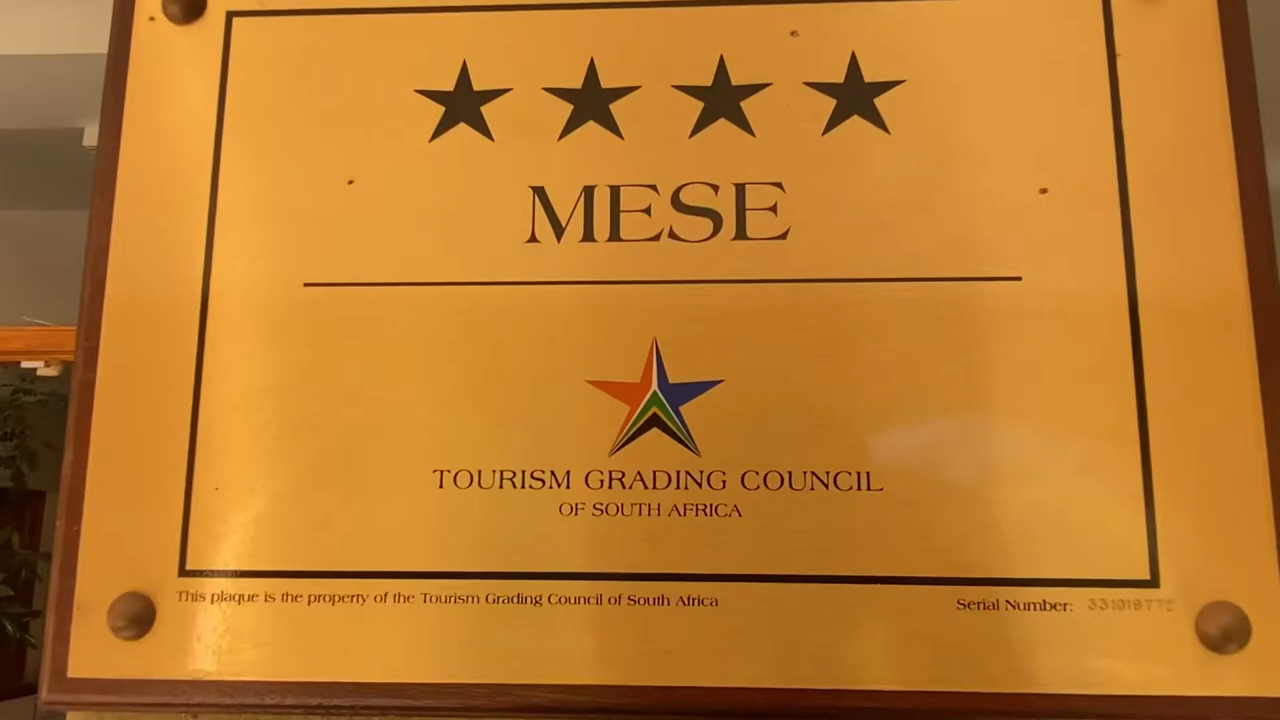 MESE
TOURISM GRADING COUNCIL
OF SOUTH AFRICA
This plaque is the property of the Tourism Grading Council of South Africa
Serial Number: